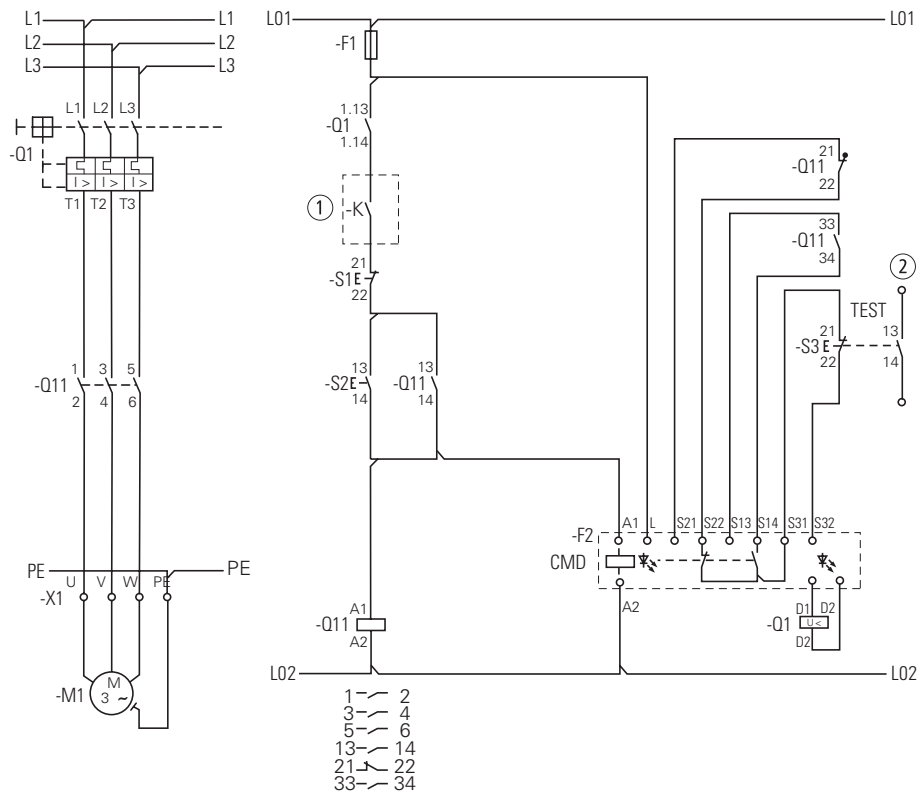 L1 L1
L2 L2
L3 L3
L1 L2 L3
-Q1
I > I > I >
T1 T2 T3
1 3 5
-Q11
2 4 6
PE PE
U V W PE
-X1
M
3 ~
-M1
L01 L01
-F1
1.13
-Q1
1.14
1
-K
21
-S1E
22
13
-S2E
14
13
-Q11
14
21
-Q11
22
33
-Q11
34
2
TEST
21
-S3 E
22
13
14
-F2
A1 L S21 S22 S13 S14 S31 S32
CMD
A2
D1 D2
-Q1 U <
D2
A1
-Q11
A2
L02 L02
1 2
3 4
5 6
13 14
21 22
33 34